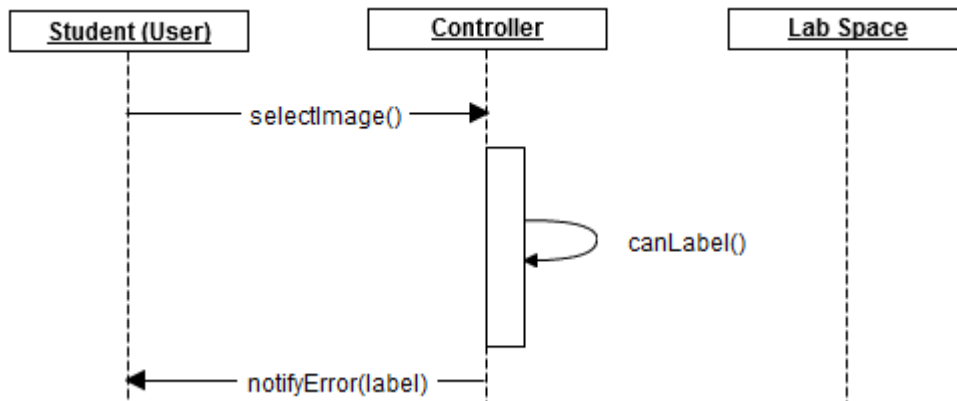 Student (User)
Controller
Lab Space
selectImage()
canLabel()
notifyError(label)